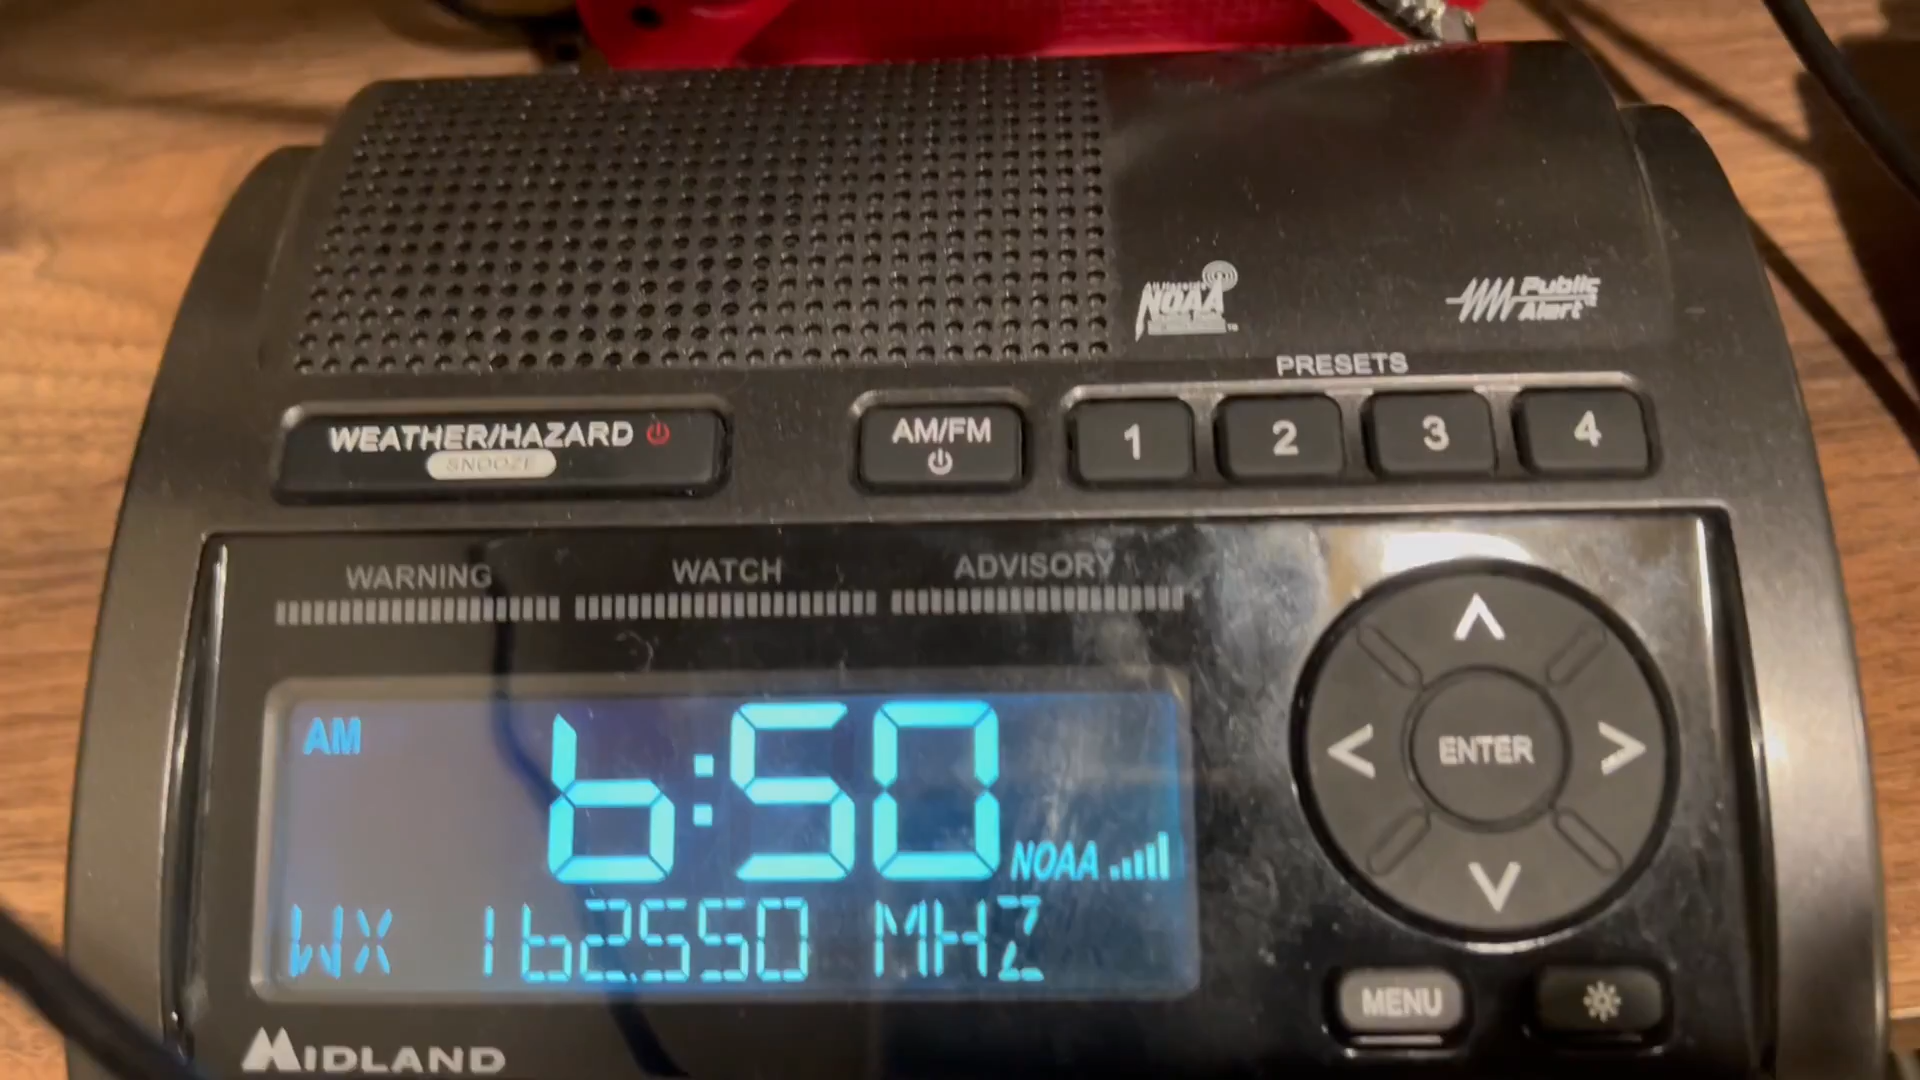 NOAA
Public
Alert
PRESETS
WEATHER/HAZARD
SNOOZE
AM/FM
1 2 3 4
WARNING WATCH ADVISORY
AM
6:50
NOAA
WX 162.550 MHZ
ENTER
MENU
MIDLAND